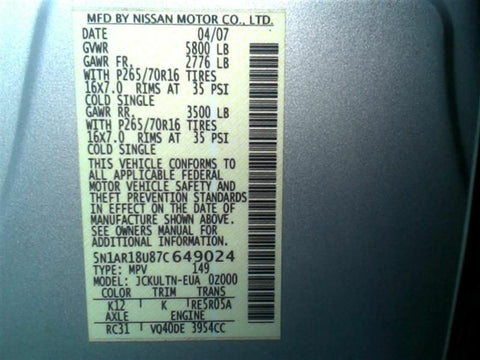 MFD BY NISSAN MOTOR CO., LTD.
DATE 04/07
GVWR 5800 LB
GAWR FR. 2776 LB
WITH P265/70R16 TIRES
16X7.0 RIMS AT 35 PSI
COLD SINGLE
GAWR RR. 3500 LB
WITH P265/70R16 TIRES
16X7.0 RIMS AT 35 PSI
COLD SINGLE
THIS VEHICLE CONFORMS TO
ALL APPLICABLE FEDERAL
MOTOR VEHICLE SAFETY AND
THEFT PREVENTION STANDARDS
IN EFFECT ON THE DATE OF
MANUFACTURE SHOWN ABOVE.
SEE OWNERS MANUAL FOR
ADDITIONAL INFORMATION.
5N1AR18U87C649024
TYPE: MPV 149
MODEL: JCKULTN-EUA 02000
COLOR TRIM TRANS
K12 K RE5R05A
AXLE ENGINE
RC31 VQ40DE 3954CC